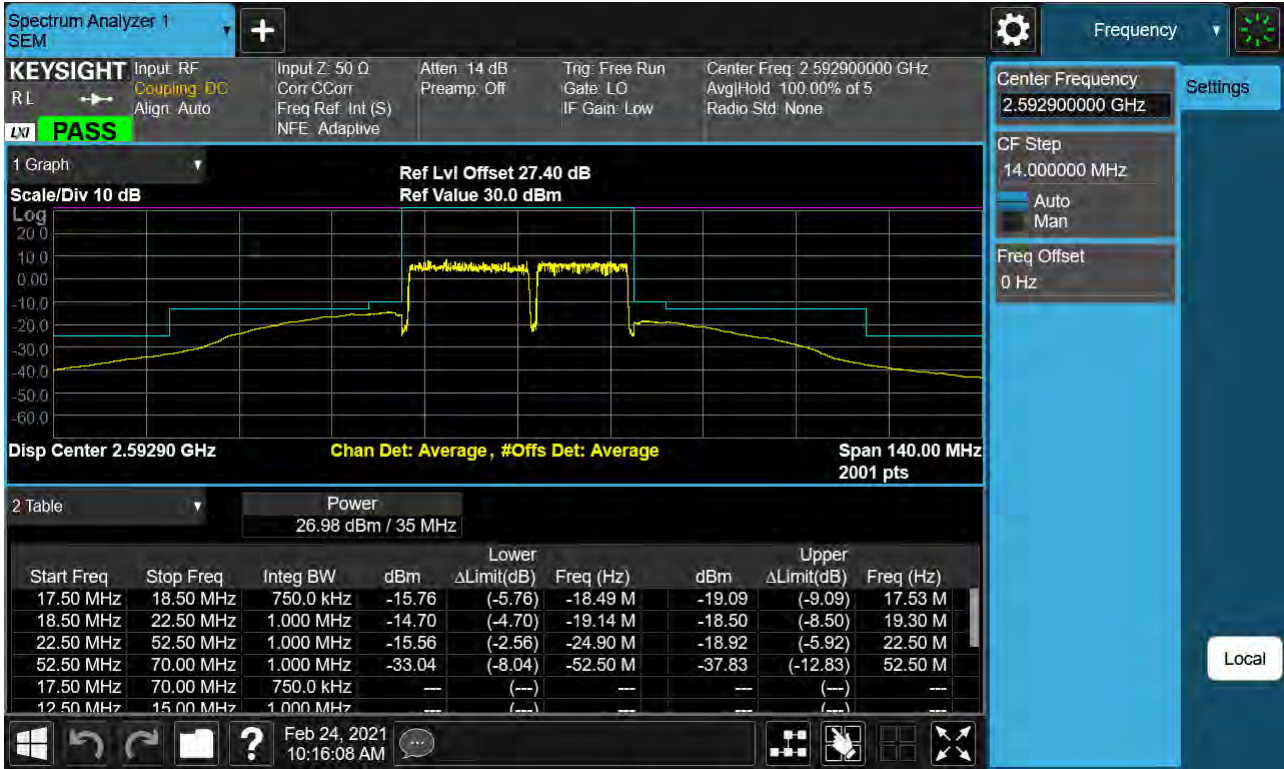 Spectrum Analyzer 1
SEM
+
Frequency
KEYSIGHT
RL
LXI
PASS
Input: RF
Coupling: DC
Align: Auto
Input Z: 50 Ω
Corr CCorr
Freq Ref: Int (S)
NFE: Adaptive
Atten: 14 dB
Preamp: Off
Trig: Free Run
Gate: LO
IF Gain: Low
Center Freq: 2.592900000 GHz
Avg|Hold: 100.00% of 5
Radio Std: None
Center Frequency
2.592900000 GHz
Settings
CF Step
14.000000 MHz
Auto
Man
Freq Offset
0 Hz
Local
1 Graph
Scale/Div 10 dB
Ref Lvl Offset 27.40 dB
Ref Value 30.0 dBm
Log
20.0
10.0
0.00
-10.0
-20.0
-30.0
-40.0
-50.0
-60.0
Disp Center 2.59290 GHz
Chan Det: Average, #Offs Det: Average
Span 140.00 MHz
2001 pts
2 Table
Power
26.98 dBm / 35 MHz
Lower Upper
Start Freq Stop Freq Integ BW dBm ΔLimit(dB) Freq (Hz) dBm ΔLimit(dB) Freq (Hz)
17.50 MHz 18.50 MHz 750.0 kHz -15.76 (-5.76) -18.49 M -19.09 (-9.09) 17.53 M
18.50 MHz 22.50 MHz 1.000 MHz -14.70 (-4.70) -19.14 M -18.50 (-8.50) 19.30 M
22.50 MHz 52.50 MHz 1.000 MHz -15.56 (-2.56) -24.90 M -18.92 (-5.92) 22.50 M
52.50 MHz 70.00 MHz 1.000 MHz -33.04 (-8.04) -52.50 M -37.83 (-12.83) 52.50 M
17.50 MHz 70.00 MHz 750.0 kHz --- (---) --- --- (---) ---
12.50 MHz 15.00 MHz 1.000 MHz --- (---) --- --- (---) ---
?
Feb 24, 2021
10:16:08 AM